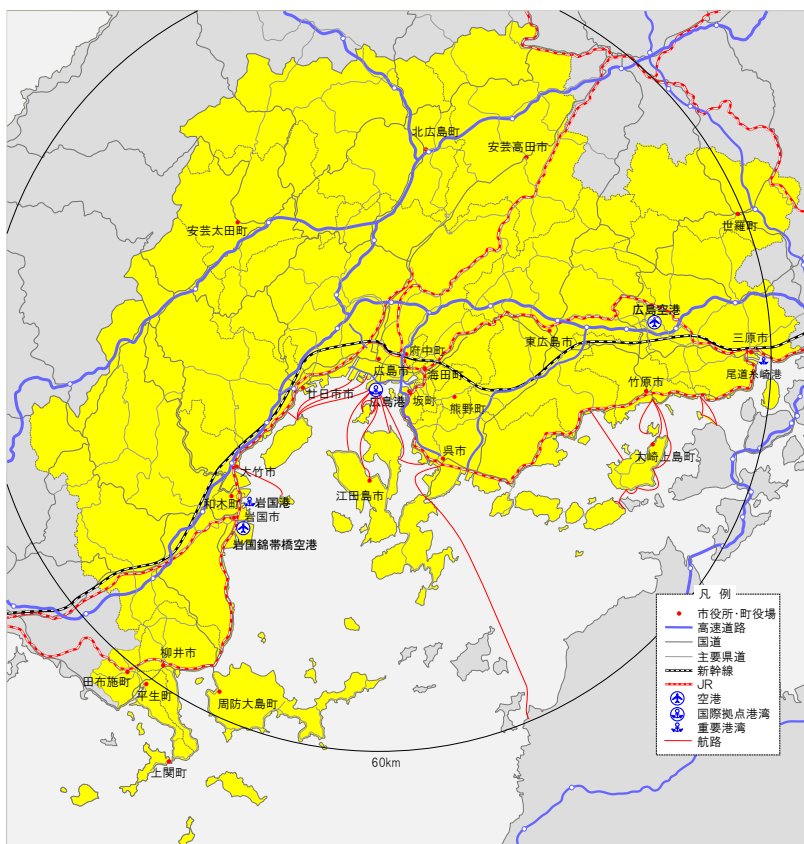 北広島町
安芸高田市
安芸太田町
世羅町
広島空港
東広島市
三原市
府中町
広島市
海田町
尾道糸崎港
廿日市市
広島港
坂町
熊野町
竹原市
呉市
大崎上島町
大竹市
江田島市
和木町
岩国港
岩国市
岩国錦帯橋空港
柳井市
田布施町
平生町
周防大島町
上関町
60km
凡 例
市役所・町役場
高速道路
国道
主要県道
新幹線
JR
空港
国際拠点港湾
重要港湾
航路